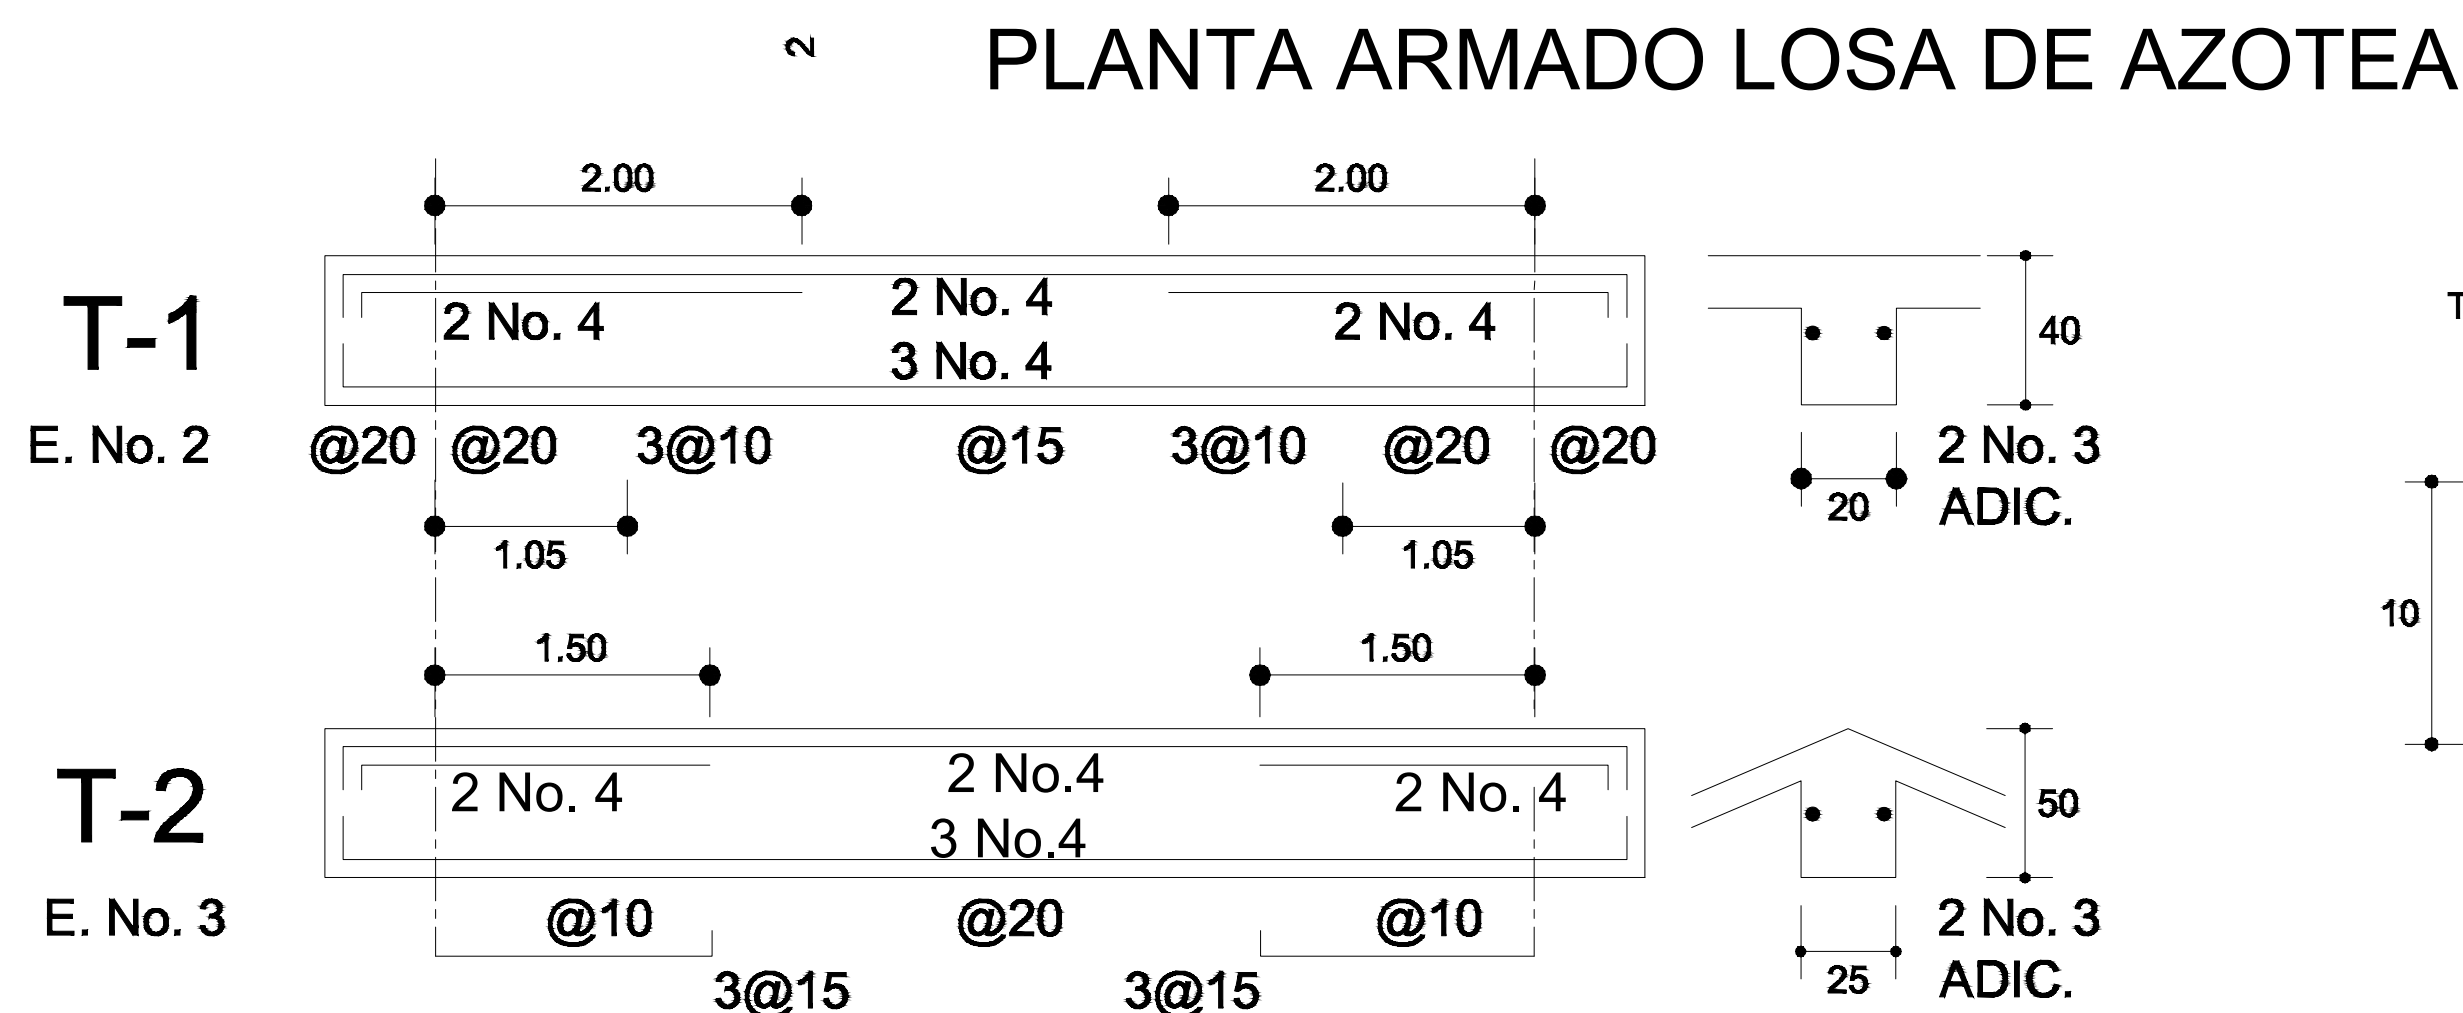 2
PLANTA ARMADO LOSA DE AZOTEA
2.00 2.00
T-1
2 No. 4 2 No. 4 2 No. 4
3 No. 4
40
T
E. No. 2 @20 @20 3@10 @15 3@10 @20 @20
2 No. 3
ADIC.
20
1.05 1.05
10
1.50 1.50
T-2
2 No. 4 2 No.4 2 No. 4
3 No.4
50
E. No. 3 @10 @20 @10
2 No. 3
ADIC.
25
3@15 3@15